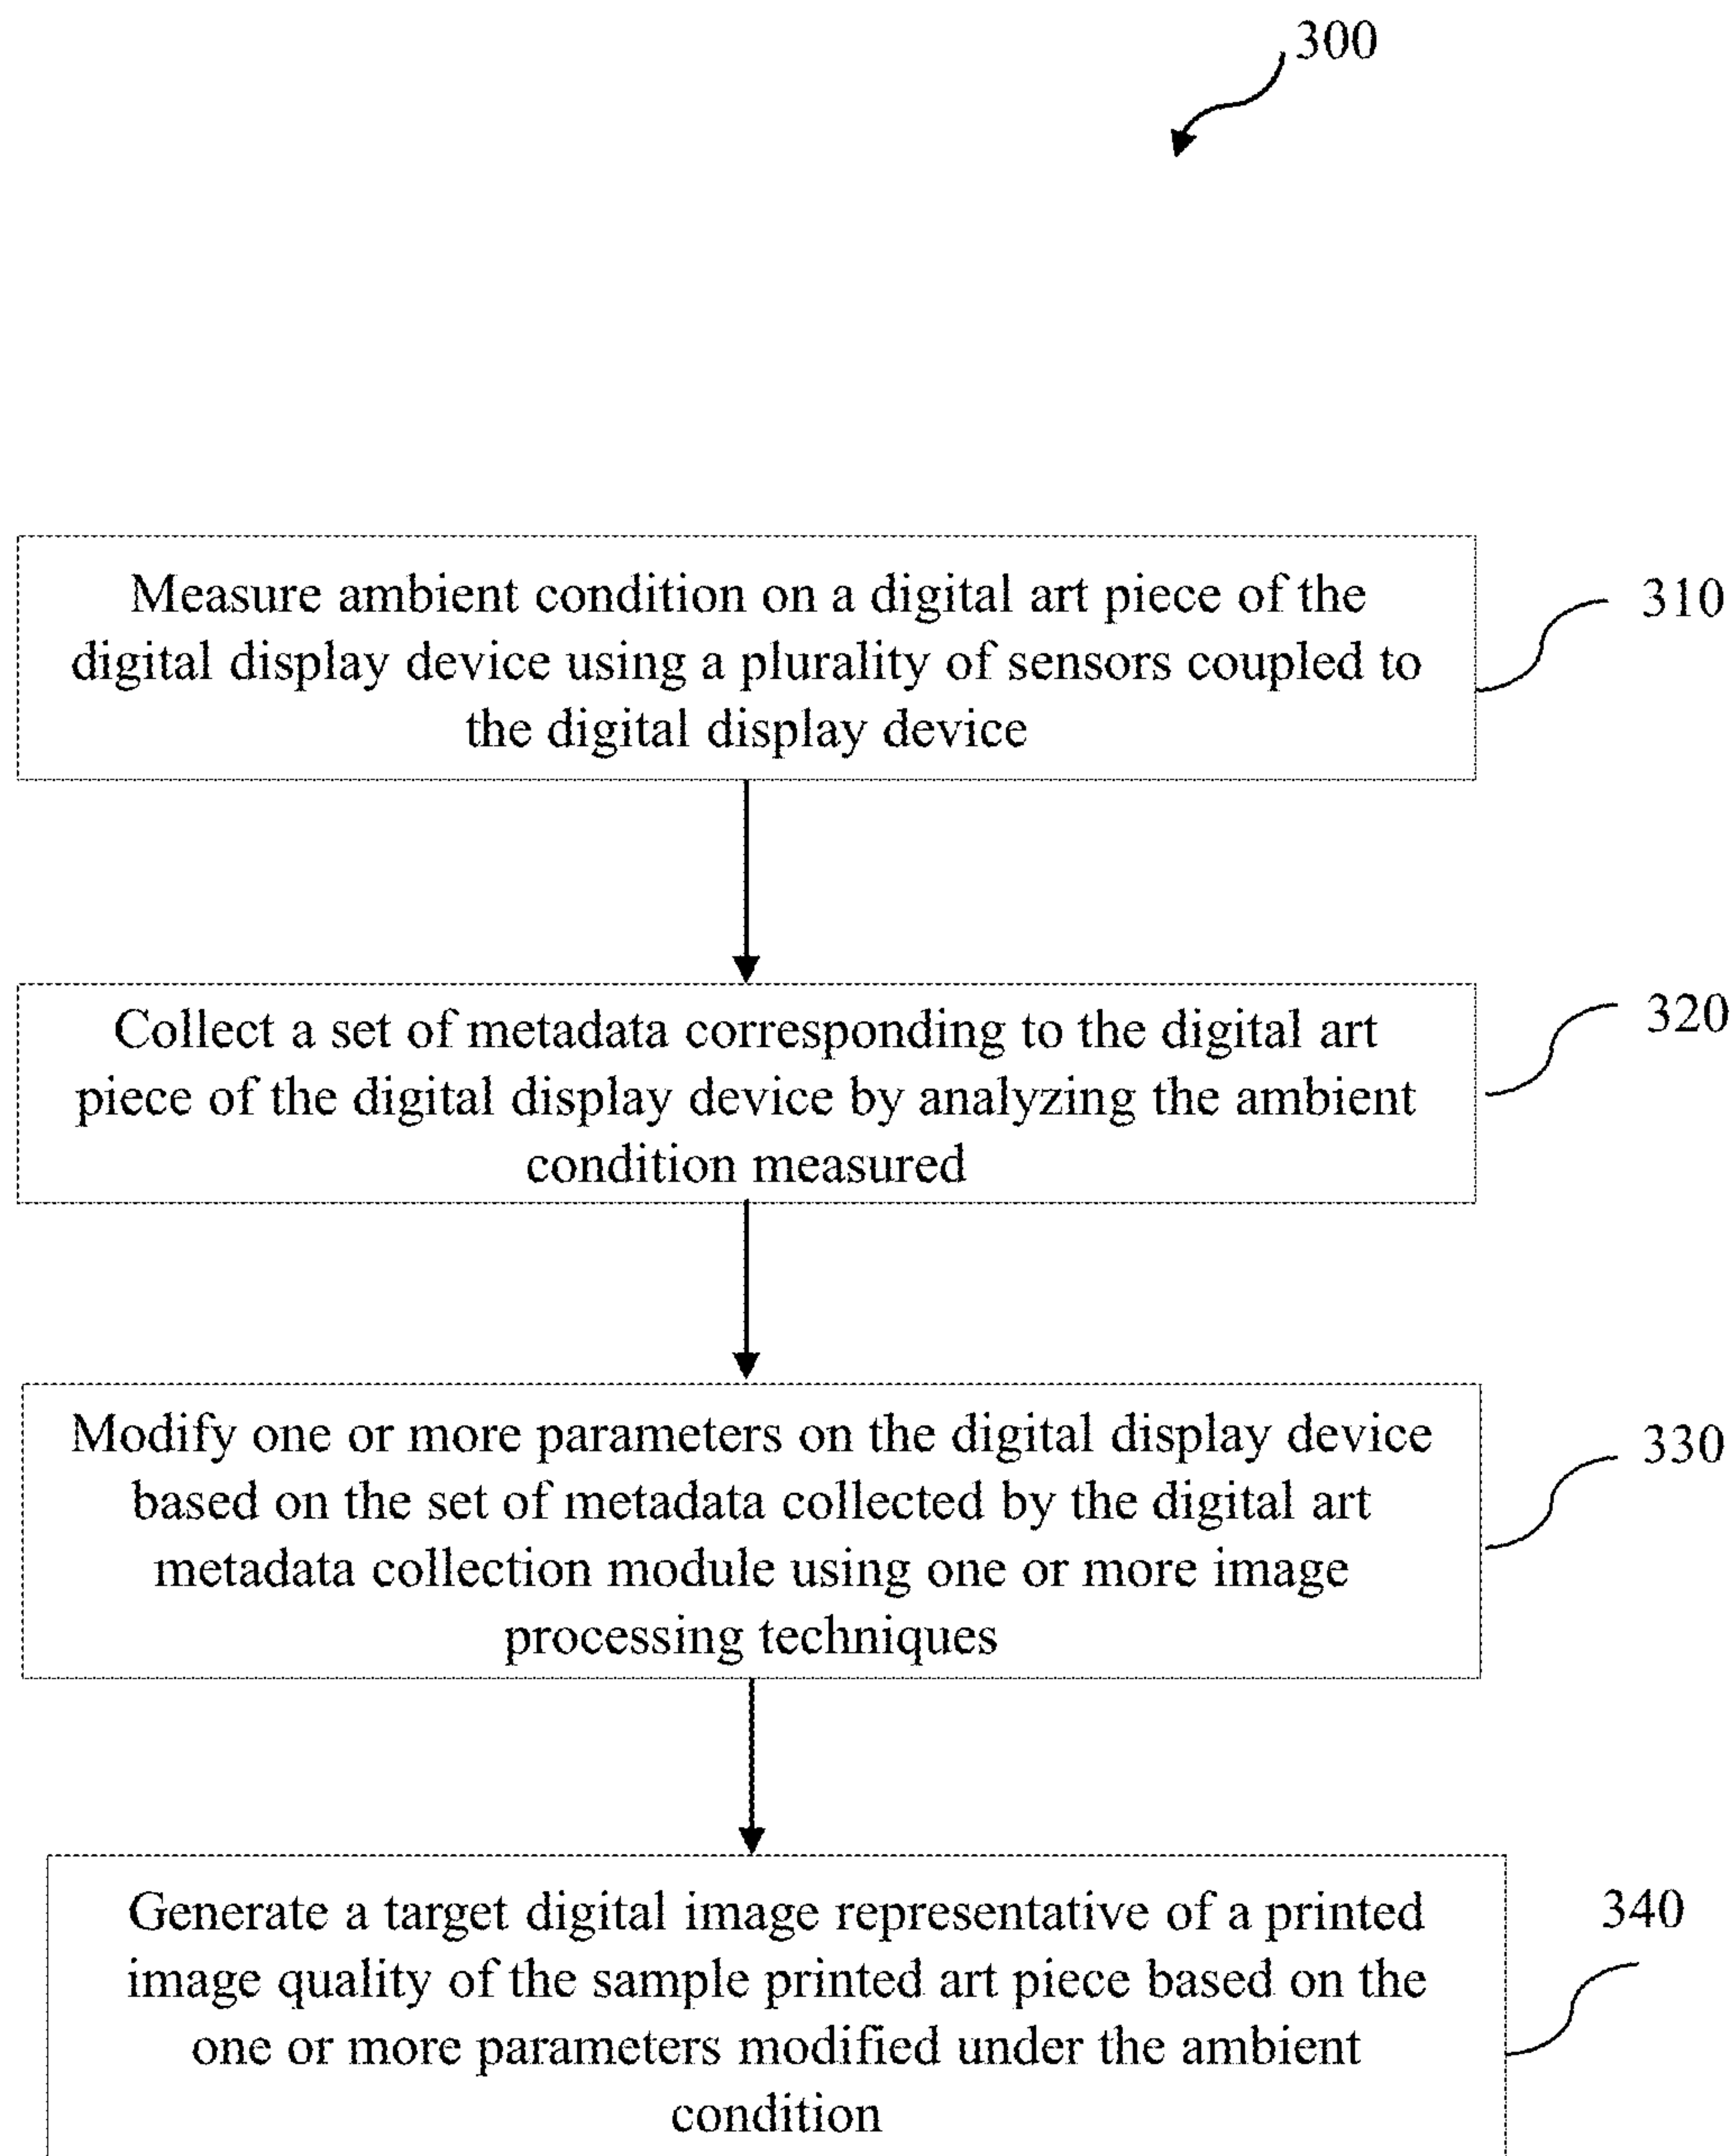 300
Measure ambient condition on a digital art piece of the
digital display device using a plurality of sensors coupled to
the digital display device
310
Collect a set of metadata corresponding to the digital art
piece of the digital display device by analyzing the ambient
condition measured
320
Modify one or more parameters on the digital display device
based on the set of metadata collected by the digital art
metadata collection module using one or more image
processing techniques
330
Generate a target digital image representative of a printed
image quality of the sample printed art piece based on the
one or more parameters modified under the ambient
condition
340